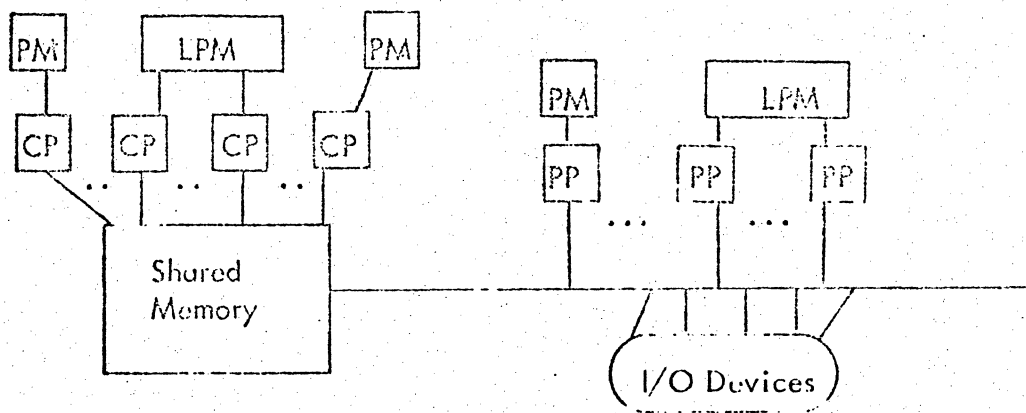 PM LPM PM
PM LPM
CP CP CP CP
PP PP PP
Shared
Memory
I/O Devices